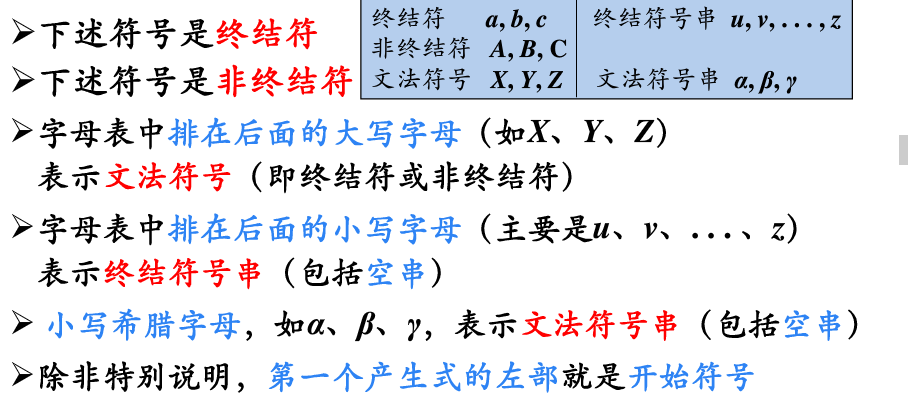 ➢下述符号是终结符
➢下述符号是非终结符
终结符 a, b, c 终结符号串 u, v, . . . , z
非终结符 A, B, C
文法符号 X, Y, Z 文法符号串 α, β, γ
➢字母表中排在后面的大写字母（如X、Y、Z）
表示文法符号（即终结符或非终结符）
➢字母表中排在后面的小写字母（主要是u、v、. . .、z）
表示终结符号串（包括空串）
➢ 小写希腊字母，如α、β、γ，表示文法符号串（包括空串）
➢除非特别说明，第一个产生式的左部就是开始符号